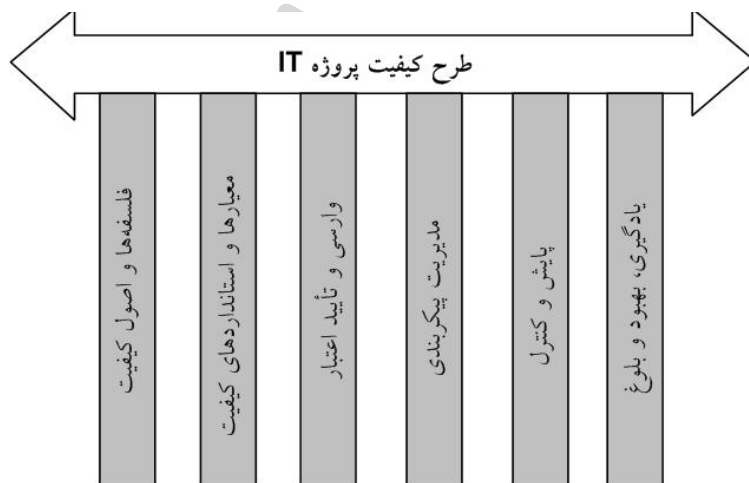 طرح کیفیت پروژه IT
فلسفه‌ها و اصول کیفیت
معیارها و استانداردهای کیفیت
وارسی و تأیید اعتبار
مدیریت پیکربندی
پایش و کنترل
یادگیری، بهبود و بلوغ